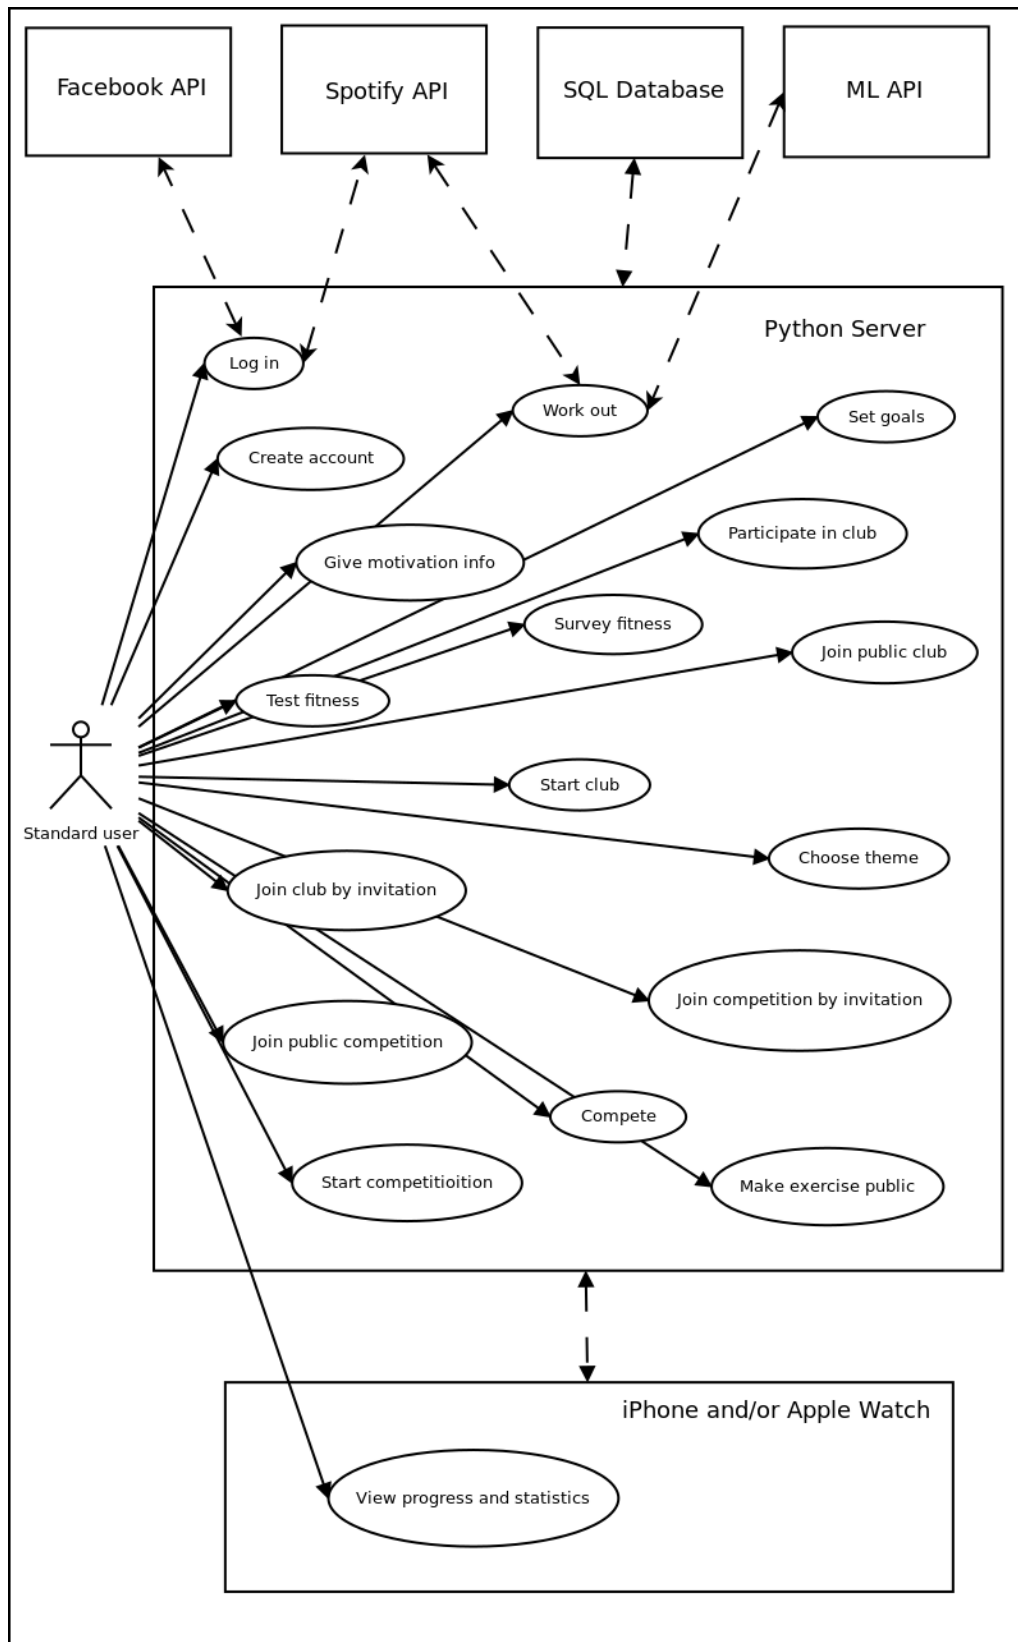 Facebook API
Spotify API
SQL Database
ML API
Python Server
Log in
Work out
Set goals
Create account
Participate in club
Give motivation info
Survey fitness
Join public club
Test fitness
Start club
Standard user
Choose theme
Join club by invitation
Join competition by invitation
Join public competition
Compete
Start competitioition
Make exercise public
iPhone and/or Apple Watch
View progress and statistics